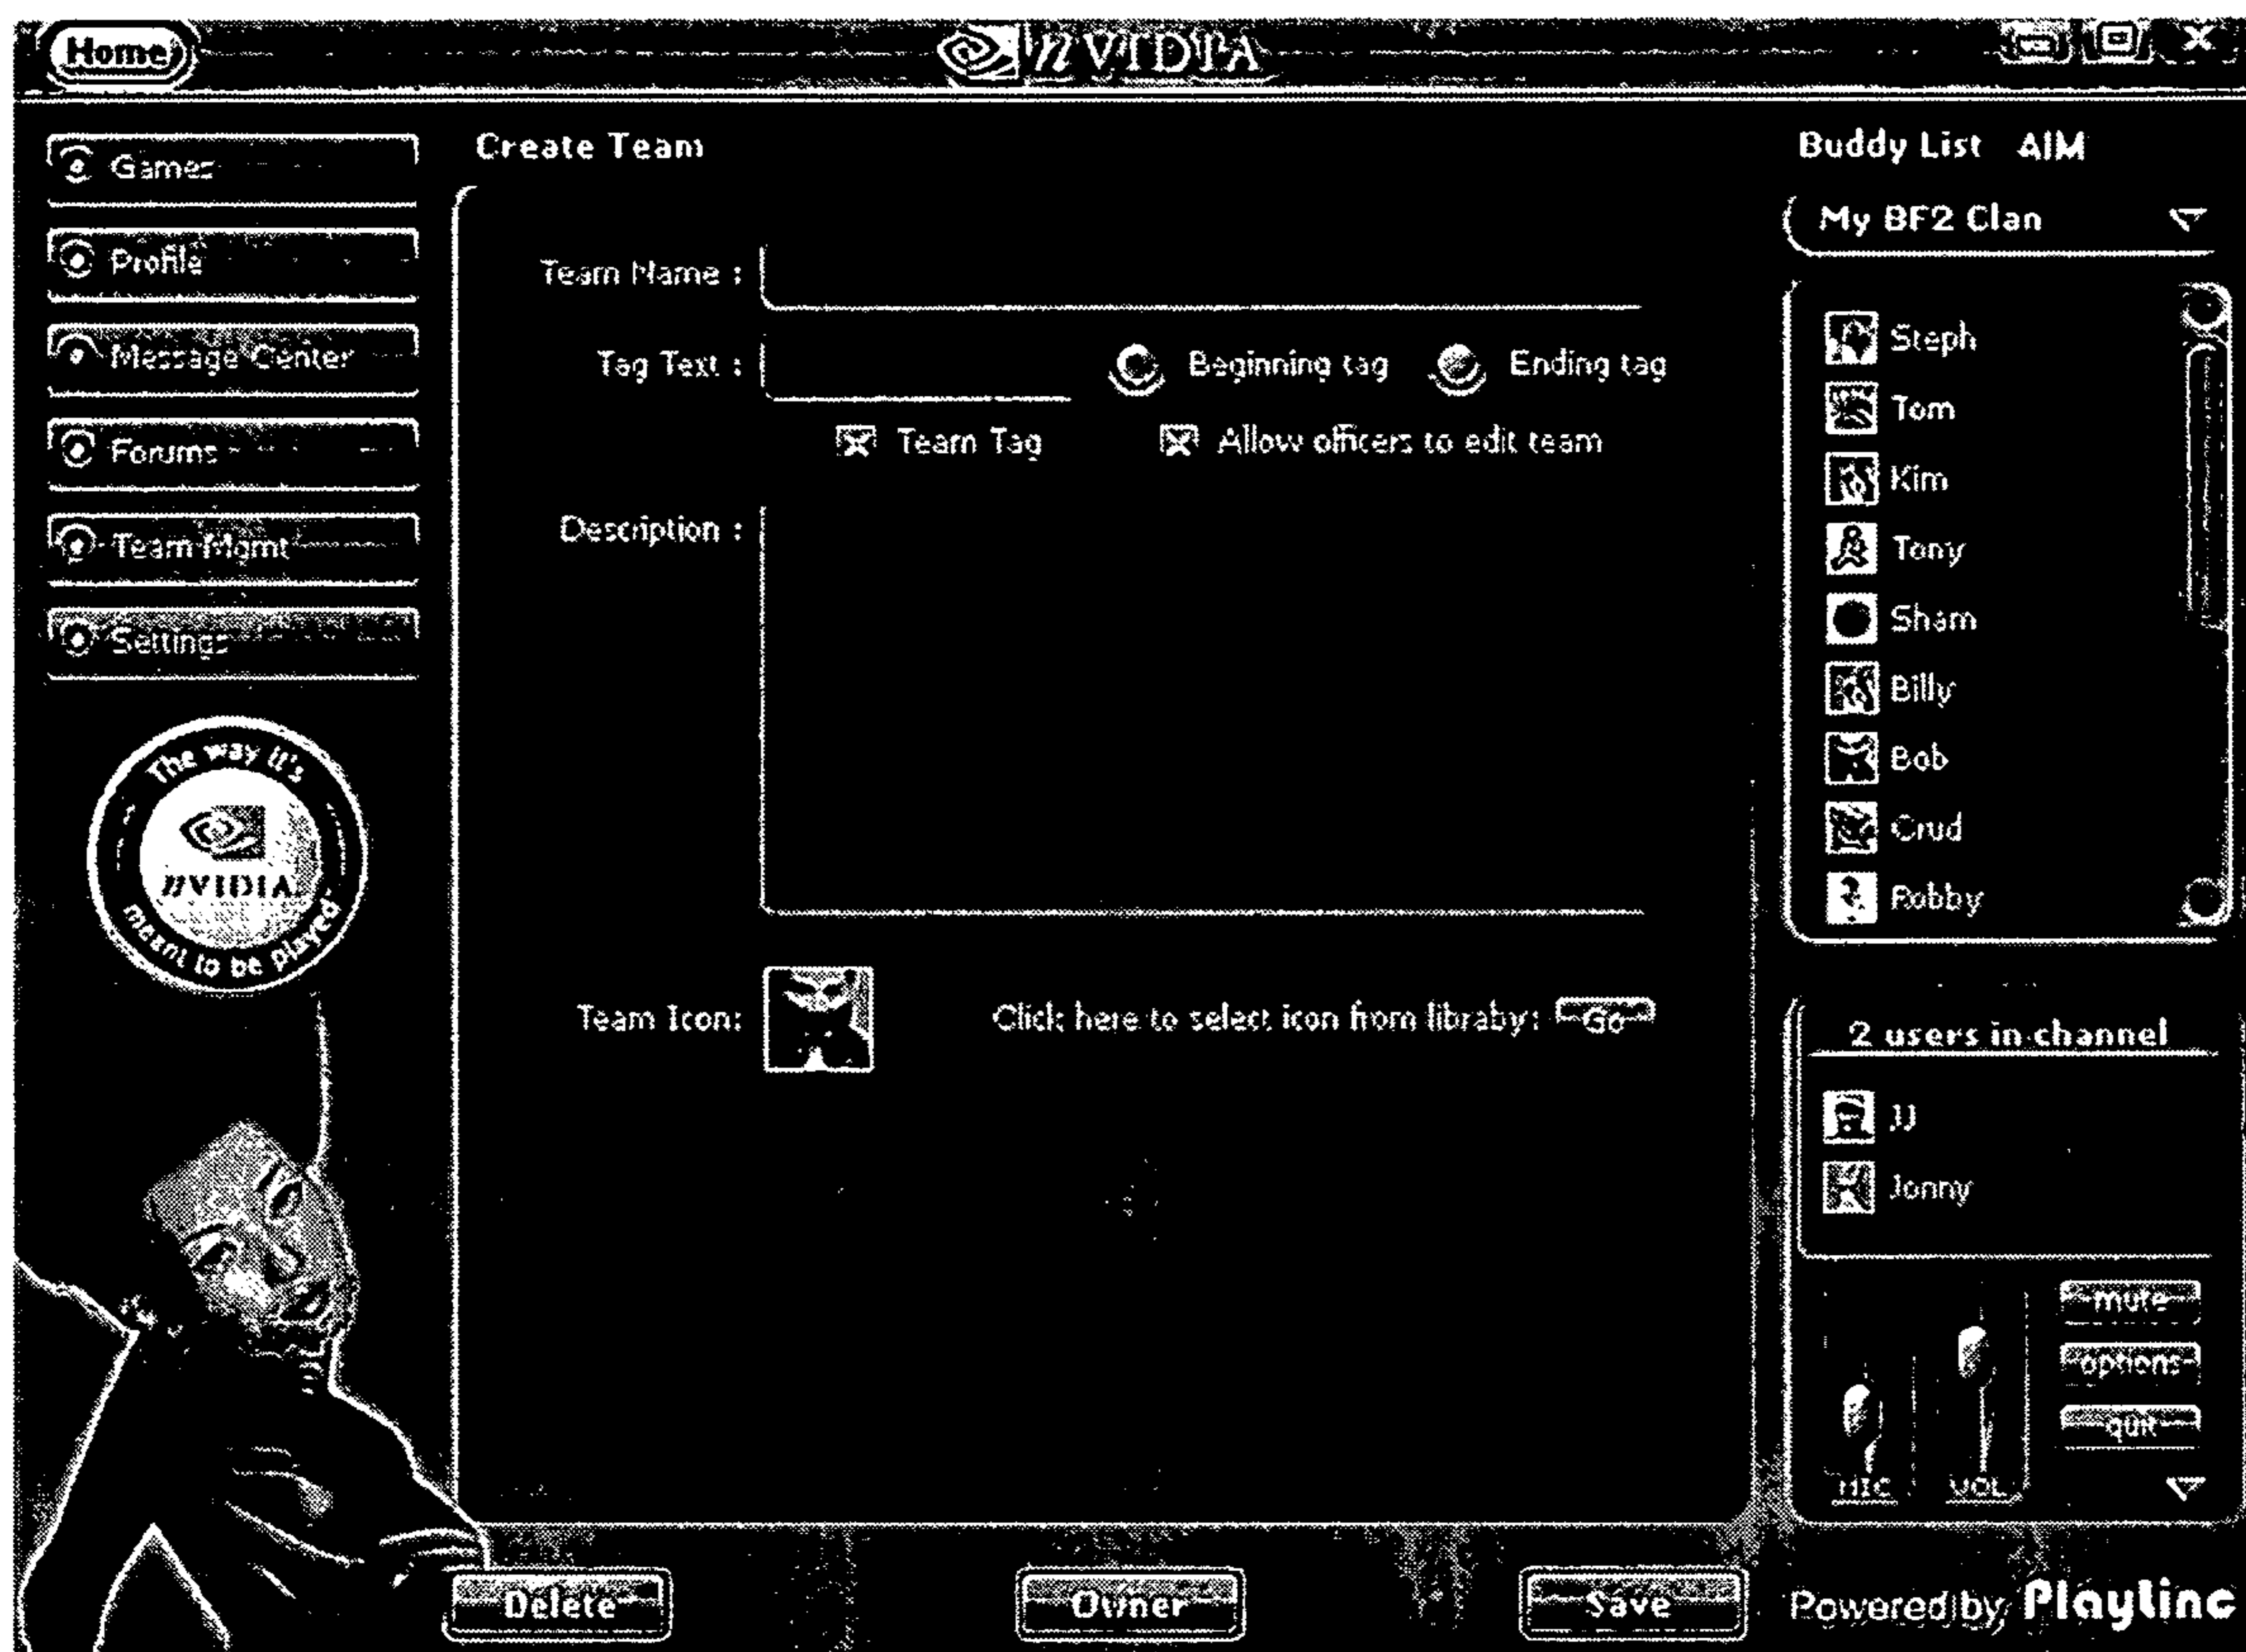 Home
nVIDIA
Games
Profile
Message Center
Forums
Team Mgmt
Settings
The way it's
nVIDIA.
meant to be played
Create Team
Team Name :
Tag Text :
Beginning tag
Ending tag
Team Tag
Allow officers to edit team
Description :
Team Icon:
Click here to select icon from libraby:
Go
Delete
Owner
Save
Buddy List AIM
My BF2 Clan
Steph
Tom
Kim
Tony
Sham
Billy
Bob
Crud
Robby
2 users in channel
JJ
Jonny
mute
options
quit
MIC
VOL
Powered by Playlinc